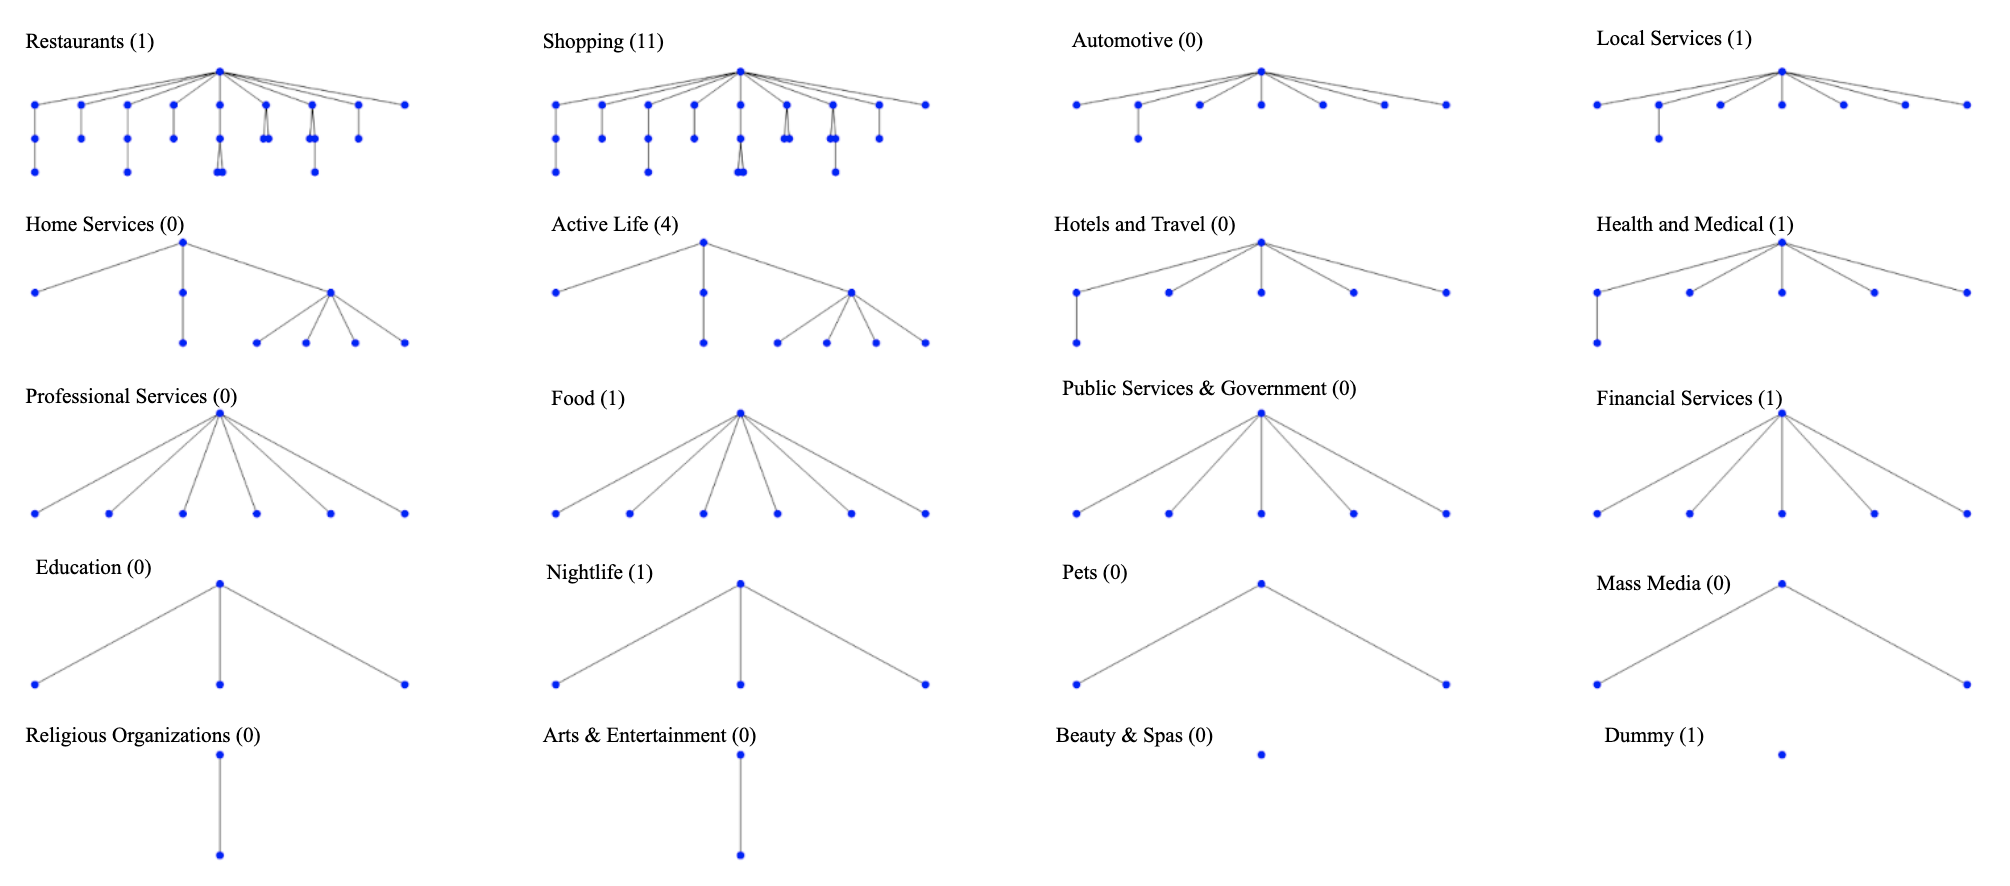 Restaurants (1)
Shopping (11)
Automotive (0)
Local Services (1)
Home Services (0)
Active Life (4)
Hotels and Travel (0)
Health and Medical (1)
Professional Services (0)
Food (1)
Public Services & Government (0)
Financial Services (1)
Education (0)
Nightlife (1)
Pets (0)
Mass Media (0)
Religious Organizations (0)
Arts & Entertainment (0)
Beauty & Spas (0)
Dummy (1)